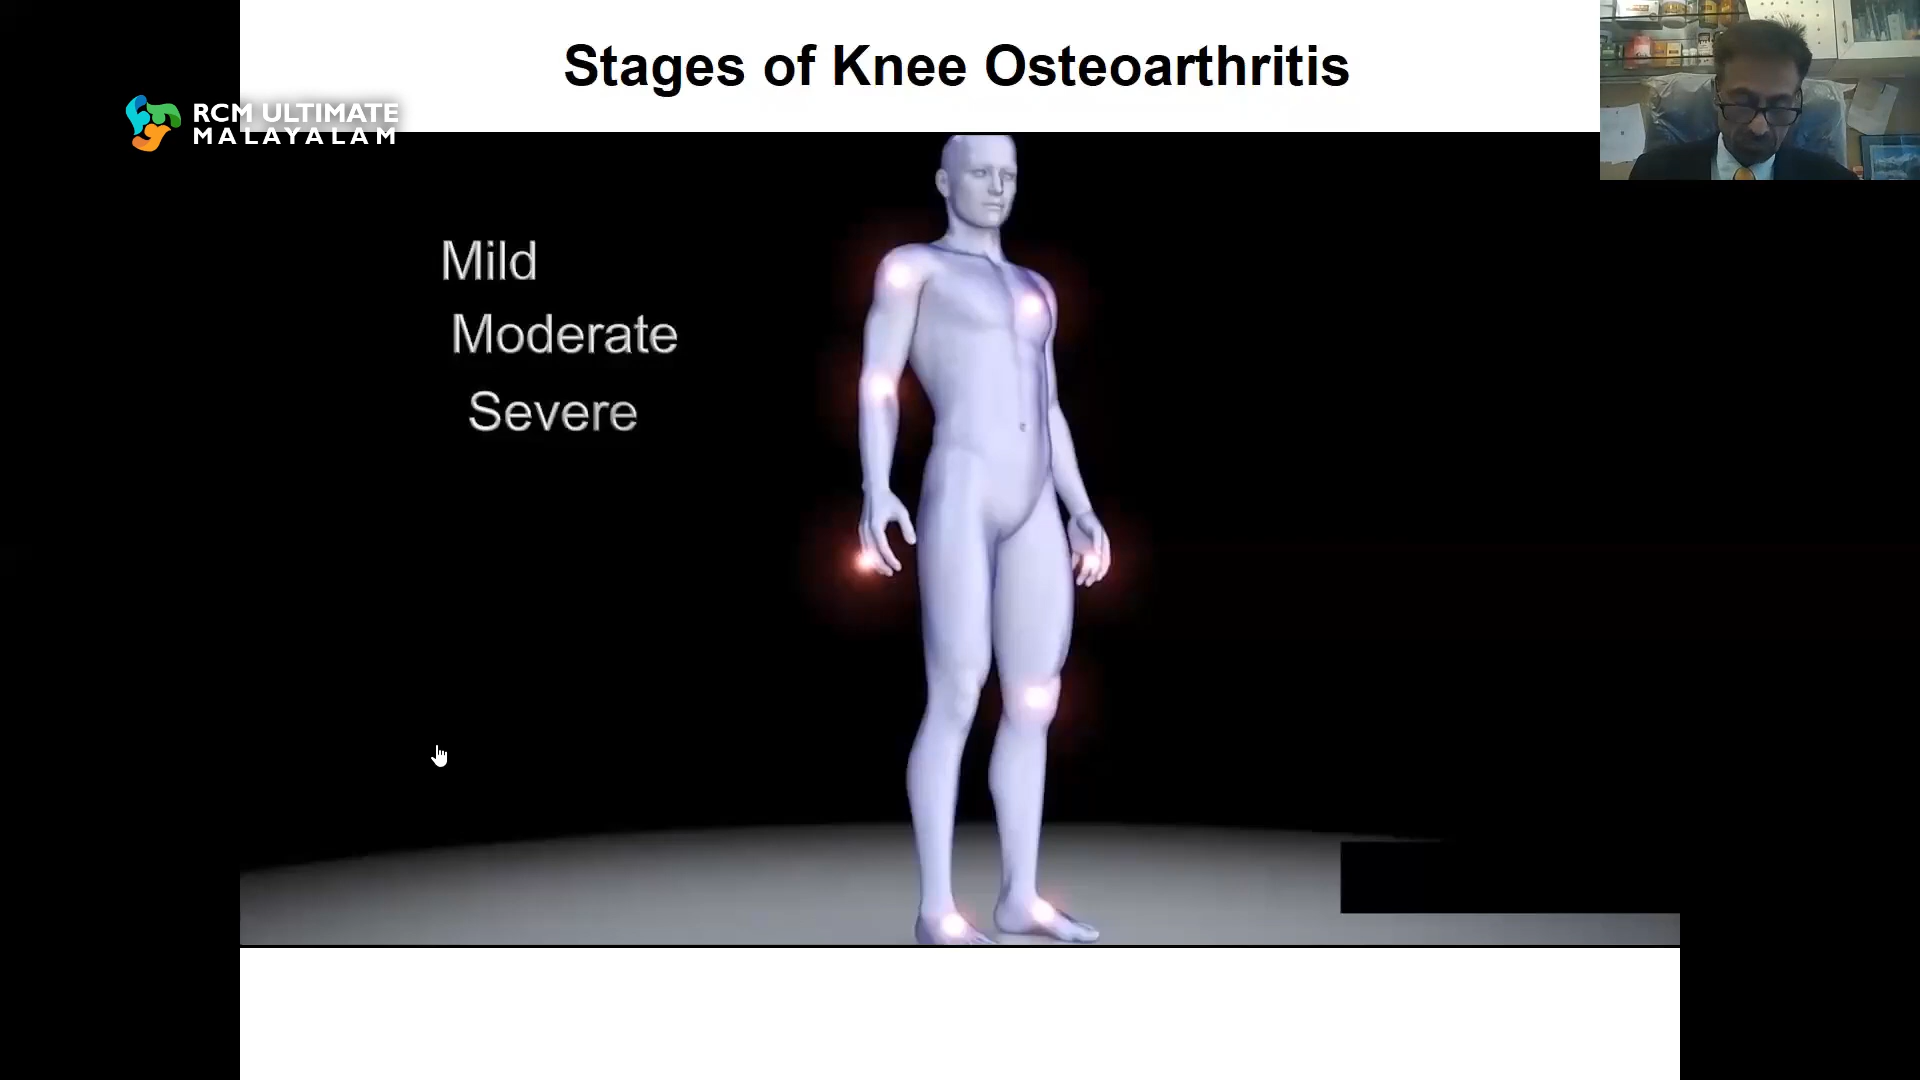 Stages of Knee Osteoarthritis
RCM ULTIMATE
MALAYALAM
Mild
Moderate
Severe